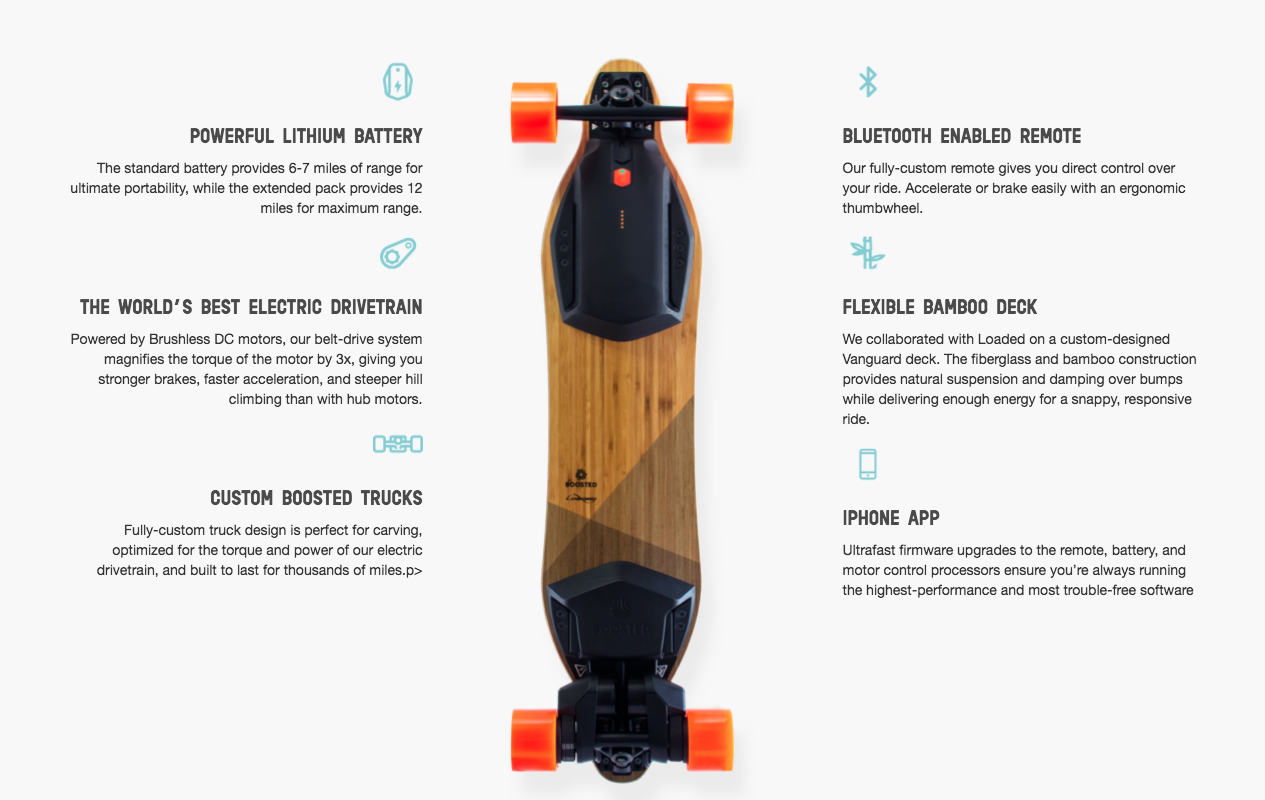 POWERFUL LITHIUM BATTERY
The standard battery provides 6-7 miles of range for
ultimate portability, while the extended pack provides 12
miles for maximum range.
THE WORLD'S BEST ELECTRIC DRIVETRAIN
Powered by Brushless DC motors, our belt-drive system
magnifies the torque of the motor by 3x, giving you
stronger brakes, faster acceleration, and steeper hill
climbing than with hub motors.
CUSTOM BOOSTED TRUCKS
Fully-custom truck design is perfect for carving,
optimized for the torque and power of our electric
drivetrain, and built to last for thousands of miles.p>
BOOSTED
BOOSTED
BLUETOOTH ENABLED REMOTE
Our fully-custom remote gives you direct control over
your ride. Accelerate or brake easily with an ergonomic
thumbwheel.
FLEXIBLE BAMBOO DECK
We collaborated with Loaded on a custom-designed
Vanguard deck. The fiberglass and bamboo construction
provides natural suspension and damping over bumps
while delivering enough energy for a snappy, responsive
ride.
IPHONE APP
Ultrafast firmware upgrades to the remote, battery, and
motor control processors ensure you're always running
the highest-performance and most trouble-free software